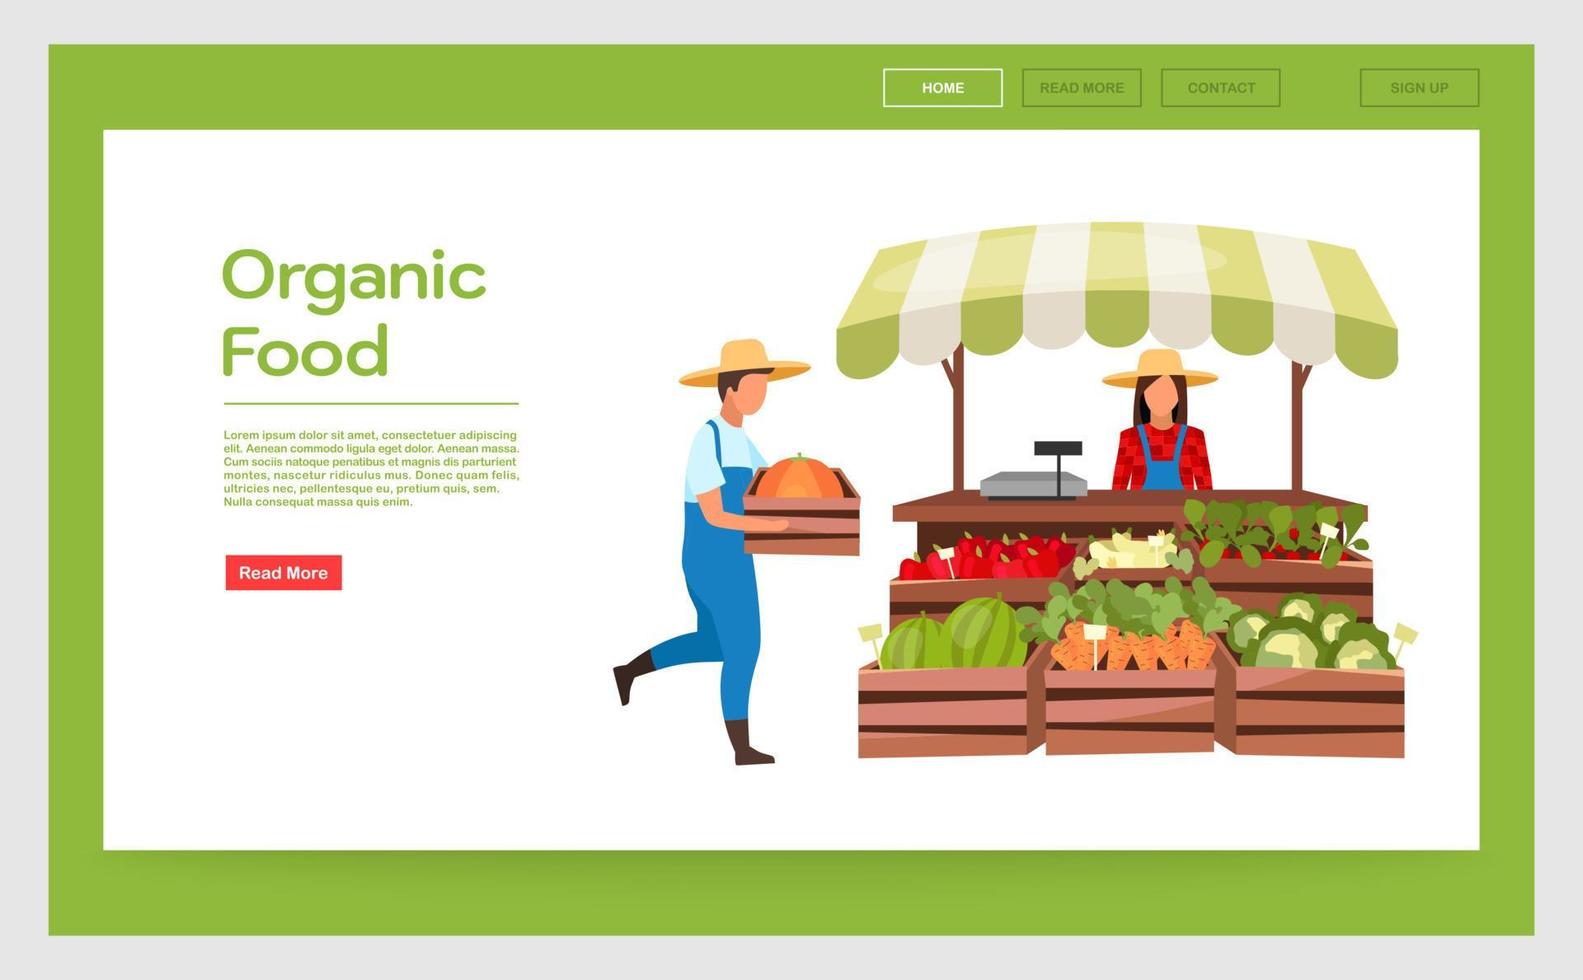 HOME
READ MORE
CONTACT
SIGN UP
Organic
Food
Lorem ipsum dolor sit amet, consectetuer adipiscing
elit. Aenean commodo ligula eget dolor. Aenean massa.
Cum sociis natoque penatibus et magnis dis parturient
montes, nascetur ridiculus mus. Donec quam felis,
ultricies nec, pellentesque eu, pretium quis, sem.
Nulla consequat massa quis enim.
Read More